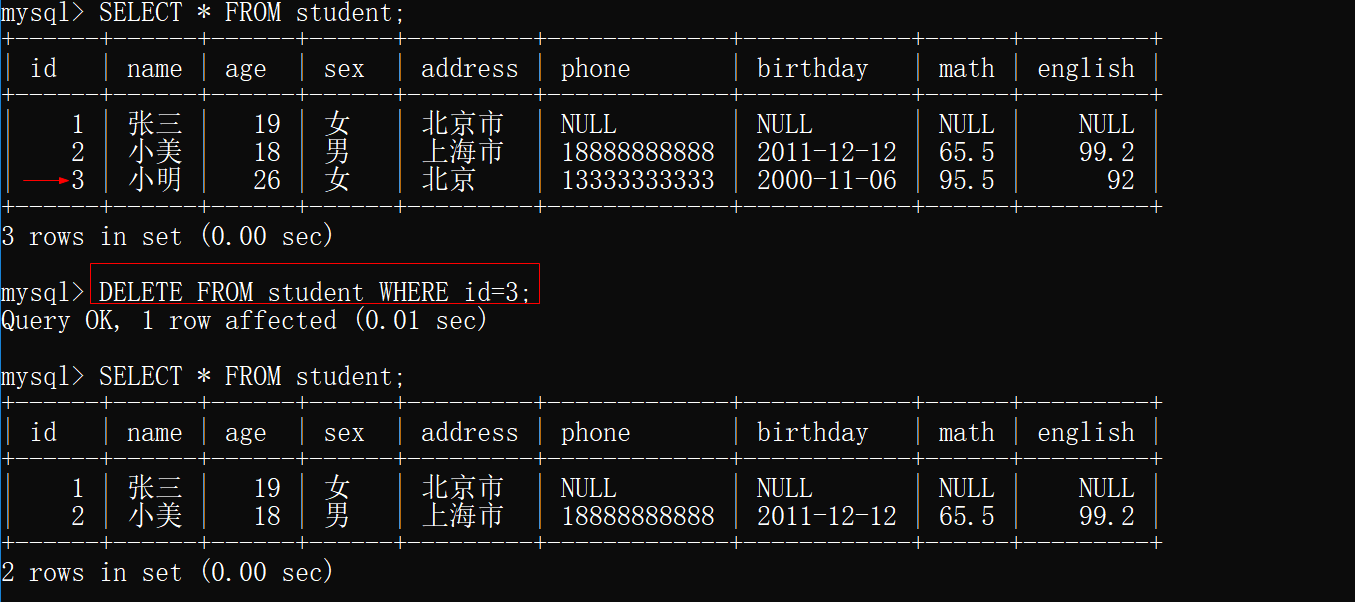 mysql> SELECT * FROM student;
+------+------+------+------+---------+-------------+------------+------+---------+
| id | name | age | sex | address | phone | birthday | math | english |
+------+------+------+------+---------+-------------+------------+------+---------+
| 1 | 张三 | 19 | 女 | 北京市 | NULL | NULL | NULL | NULL |
| 2 | 小美 | 18 | 男 | 上海市 | 18888888888 | 2011-12-12 | 65.5 | 99.2 |
| 3 | 小明 | 26 | 女 | 北京 | 13333333333 | 2000-11-06 | 95.5 | 92 |
+------+------+------+------+---------+-------------+------------+------+---------+
3 rows in set (0.00 sec)
mysql> DELETE FROM student WHERE id=3;
Query OK, 1 row affected (0.01 sec)
mysql> SELECT * FROM student;
+------+------+------+------+---------+-------------+------------+------+---------+
| id | name | age | sex | address | phone | birthday | math | english |
+------+------+------+------+---------+-------------+------------+------+---------+
| 1 | 张三 | 19 | 女 | 北京市 | NULL | NULL | NULL | NULL |
| 2 | 小美 | 18 | 男 | 上海市 | 18888888888 | 2011-12-12 | 65.5 | 99.2 |
+------+------+------+------+---------+-------------+------------+------+---------+
2 rows in set (0.00 sec)